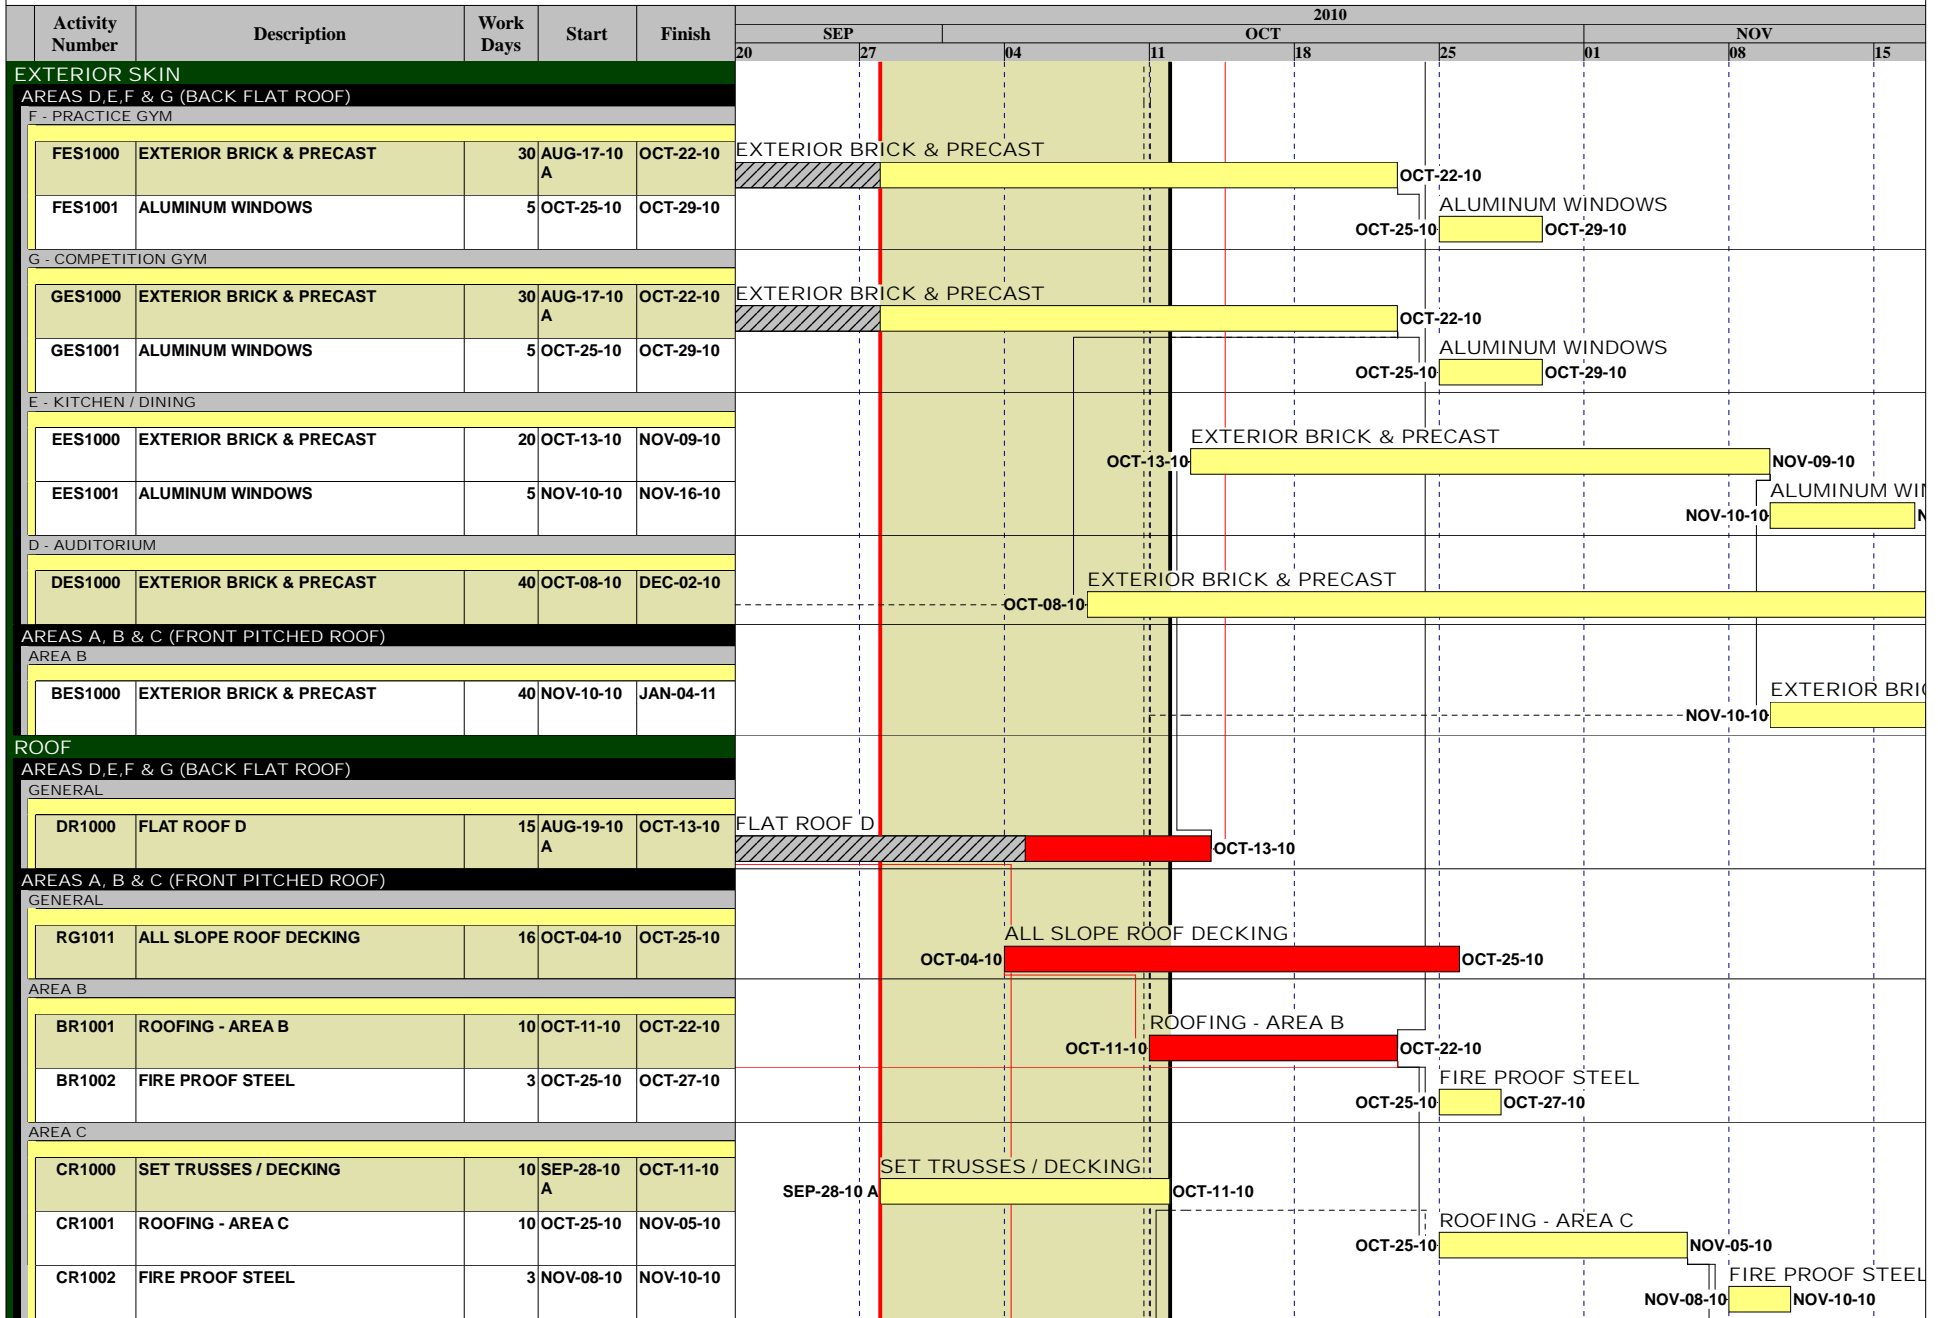 Activity Number Description Work Days Start Finish
2010
SEP OCT NOV
20 27 04 11 18 25 01 08 15
EXTERIOR SKIN
AREAS D,E,F & G (BACK FLAT ROOF)
F - PRACTICE GYM
FES1000 EXTERIOR BRICK & PRECAST 30 AUG-17-10 A OCT-22-10 EXTERIOR BRICK & PRECAST
OCT-22-10
FES1001 ALUMINUM WINDOWS 5 OCT-25-10 OCT-29-10 ALUMINUM WINDOWS
OCT-25-10 OCT-29-10
G - COMPETITION GYM
GES1000 EXTERIOR BRICK & PRECAST 30 AUG-17-10 A OCT-22-10 EXTERIOR BRICK & PRECAST
OCT-22-10
GES1001 ALUMINUM WINDOWS 5 OCT-25-10 OCT-29-10 ALUMINUM WINDOWS
OCT-25-10 OCT-29-10
E - KITCHEN / DINING
EES1000 EXTERIOR BRICK & PRECAST 20 OCT-13-10 NOV-09-10 EXTERIOR BRICK & PRECAST
OCT-13-10 NOV-09-10
EES1001 ALUMINUM WINDOWS 5 NOV-10-10 NOV-16-10 ALUMINUM WIN
NOV-10-10 N
D - AUDITORIUM
DES1000 EXTERIOR BRICK & PRECAST 40 OCT-08-10 DEC-02-10 EXTERIOR BRICK & PRECAST
OCT-08-10
AREAS A, B & C (FRONT PITCHED ROOF)
AREA B
BES1000 EXTERIOR BRICK & PRECAST 40 NOV-10-10 JAN-04-11 EXTERIOR BRIC
NOV-10-10
ROOF
AREAS D,E,F & G (BACK FLAT ROOF)
GENERAL
DR1000 FLAT ROOF D 15 AUG-19-10 A OCT-13-10 FLAT ROOF D
OCT-13-10
AREAS A, B & C (FRONT PITCHED ROOF)
GENERAL
RG1011 ALL SLOPE ROOF DECKING 16 OCT-04-10 OCT-25-10 ALL SLOPE ROOF DECKING
OCT-04-10 OCT-25-10
AREA B
BR1001 ROOFING - AREA B 10 OCT-11-10 OCT-22-10 ROOFING - AREA B
OCT-11-10 OCT-22-10
BR1002 FIRE PROOF STEEL 3 OCT-25-10 OCT-27-10 FIRE PROOF STEEL
OCT-25-10 OCT-27-10
AREA C
CR1000 SET TRUSSES / DECKING 10 SEP-28-10 A OCT-11-10 SET TRUSSES / DECKING
SEP-28-10 A OCT-11-10
CR1001 ROOFING - AREA C 10 OCT-25-10 NOV-05-10 ROOFING - AREA C
OCT-25-10 NOV-05-10
CR1002 FIRE PROOF STEEL 3 NOV-08-10 NOV-10-10 FIRE PROOF STEEL
NOV-08-10 NOV-10-10